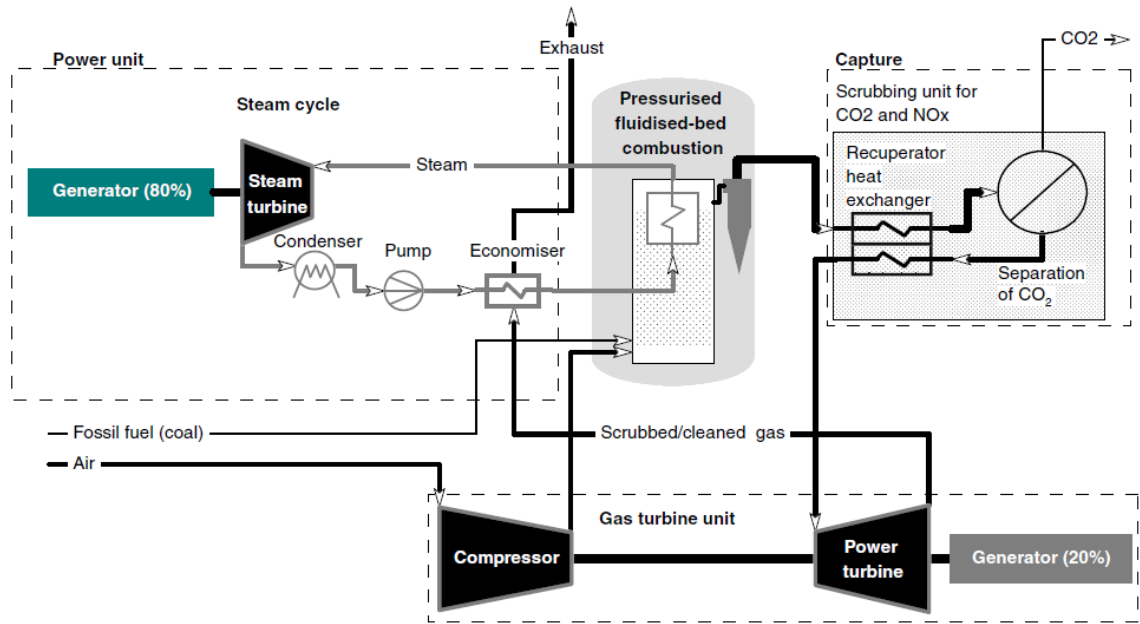 Exhaust
CO2
Power unit
Capture
Steam cycle
Pressurised
fluidised-bed
combustion
Scrubbing unit for
CO2 and NOx
Recuperator
heat
exchanger
Steam
Generator (80%)
Steam
turbine
Condenser
Pump
Economiser
Separation
of CO₂
Fossil fuel (coal)
Scrubbed/cleaned gas
Air
Gas turbine unit
Compressor
Power
turbine
Generator (20%)